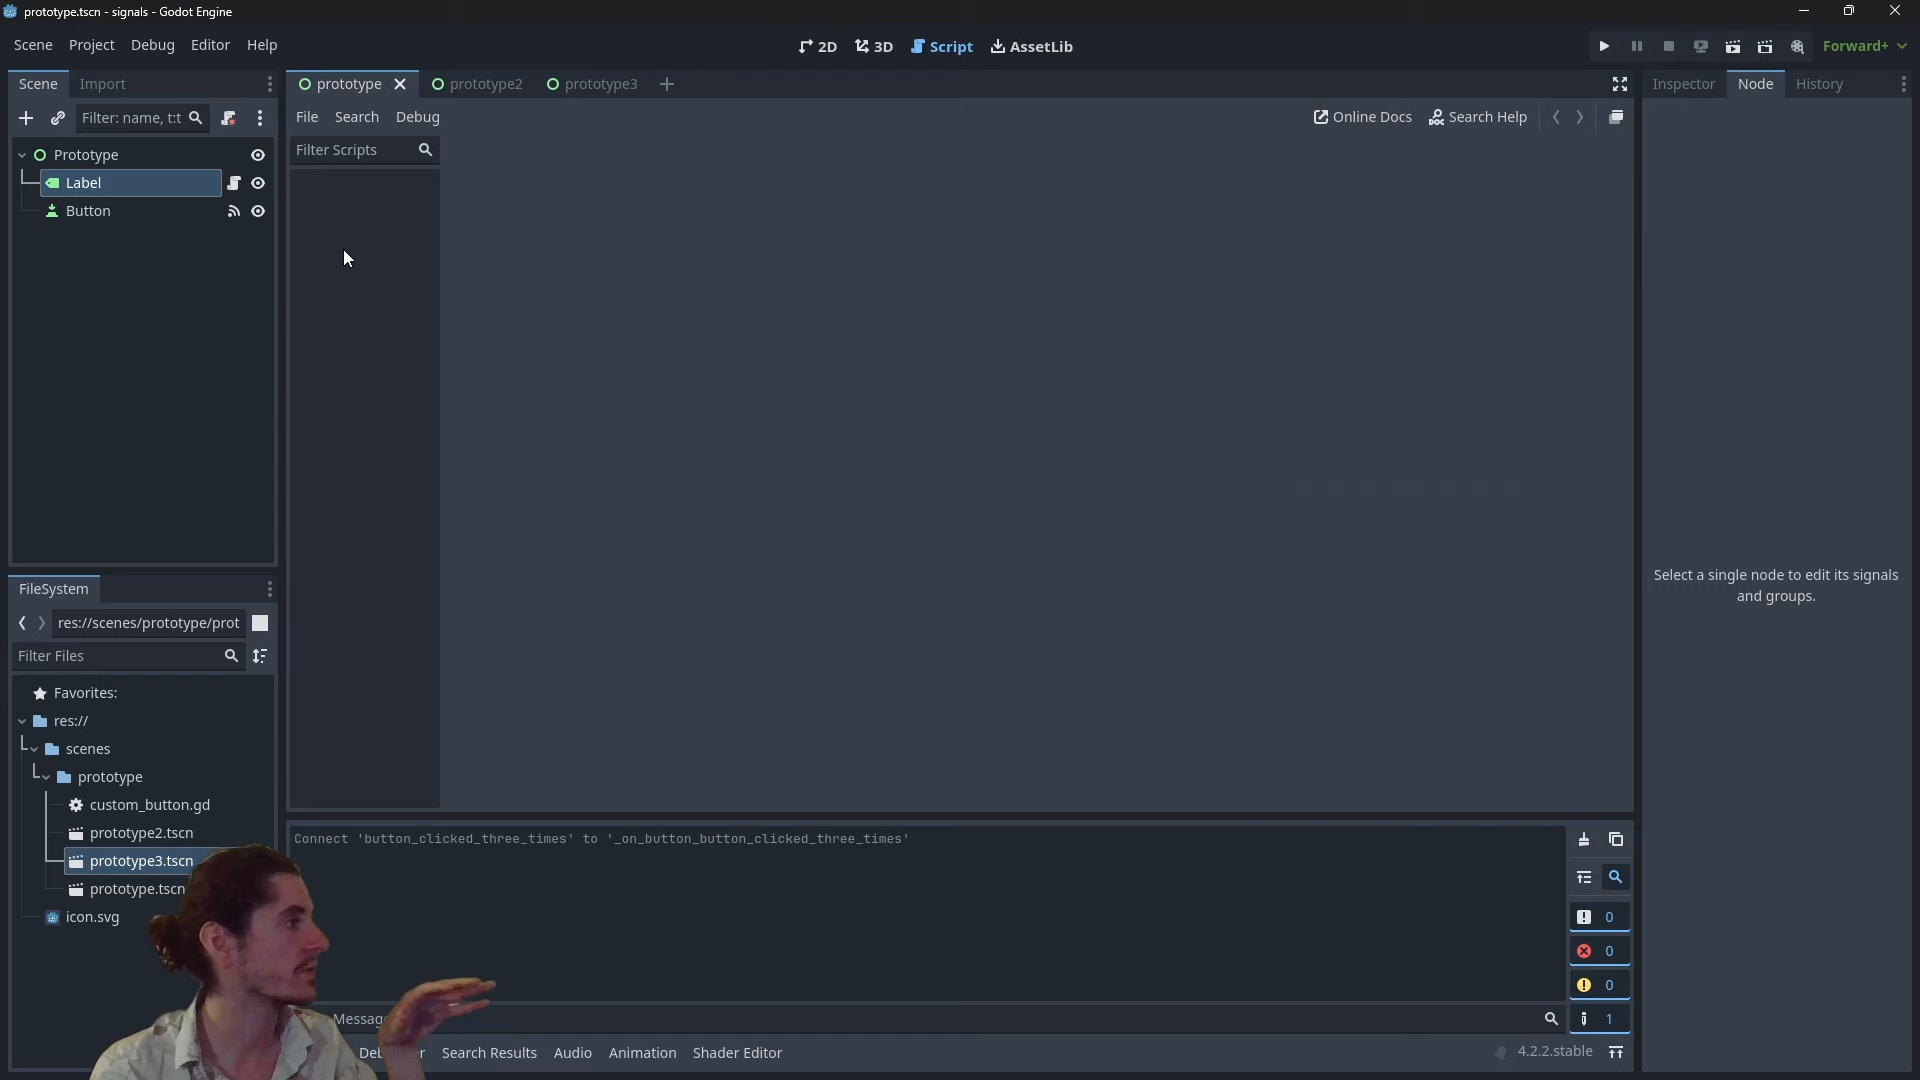 prototype.tscn - signals - Godot Engine
Scene Project Debug Editor Help
2D 3D Script AssetLib
Forward+
Scene Import
prototype prototype2 prototype3
Inspector Node History
Filter: name, t:t
File Search Debug
Online Docs Search Help
Filter Scripts
Prototype
Label
Button
Select a single node to edit its signals
and groups.
FileSystem
res://scenes/prototype/prot
Filter Files
Favorites:
res://
scenes
prototype
custom_button.gd
prototype2.tscn
prototype3.tscn
prototype.tscn
icon.svg
Connect 'button_clicked_three_times' to '_on_button_button_clicked_three_times'
0
0
0
1
Search Results Audio Animation Shader Editor
4.2.2.stable